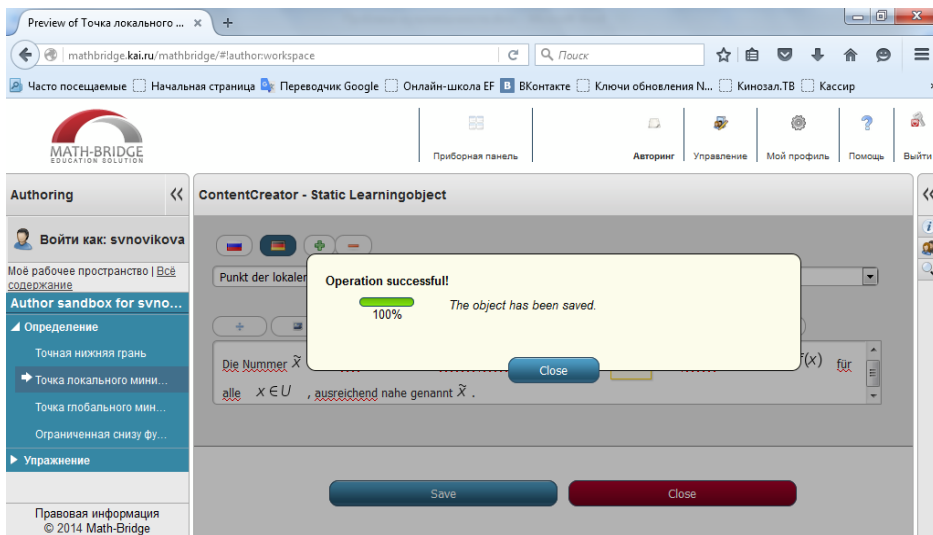 Preview of Точка локального ...
mathbridge.kai.ru/mathbridge/#!author:workspace
Поиск
Часто посещаемые Начальная страница Переводчик Google Онлайн-школа EF ВКонтакте Ключи обновления N... Кинозал.ТВ Кассир
MATH-BRIDGE
EDUCATION SOLUTION
Приборная панель Авторинг Управление Мой профиль Помощь Выйти
Authoring
ContentCreator - Static Learningobject
Войти как: svnovikova
Моё рабочее пространство | Всё содержание
Author sandbox for svno...
Определение
Точная нижняя грань
Точка локального мини...
Точка глобального мин...
Ограниченная снизу фу...
Упражнение
Правовая информация
© 2014 Math-Bridge
Punkt der lokaler
Operation successful!
100%
The object has been saved.
Close
Die Nummer x̃ f(x) für
alle x ∈ U , ausreichend nahe genannt x̃ .
Save
Close